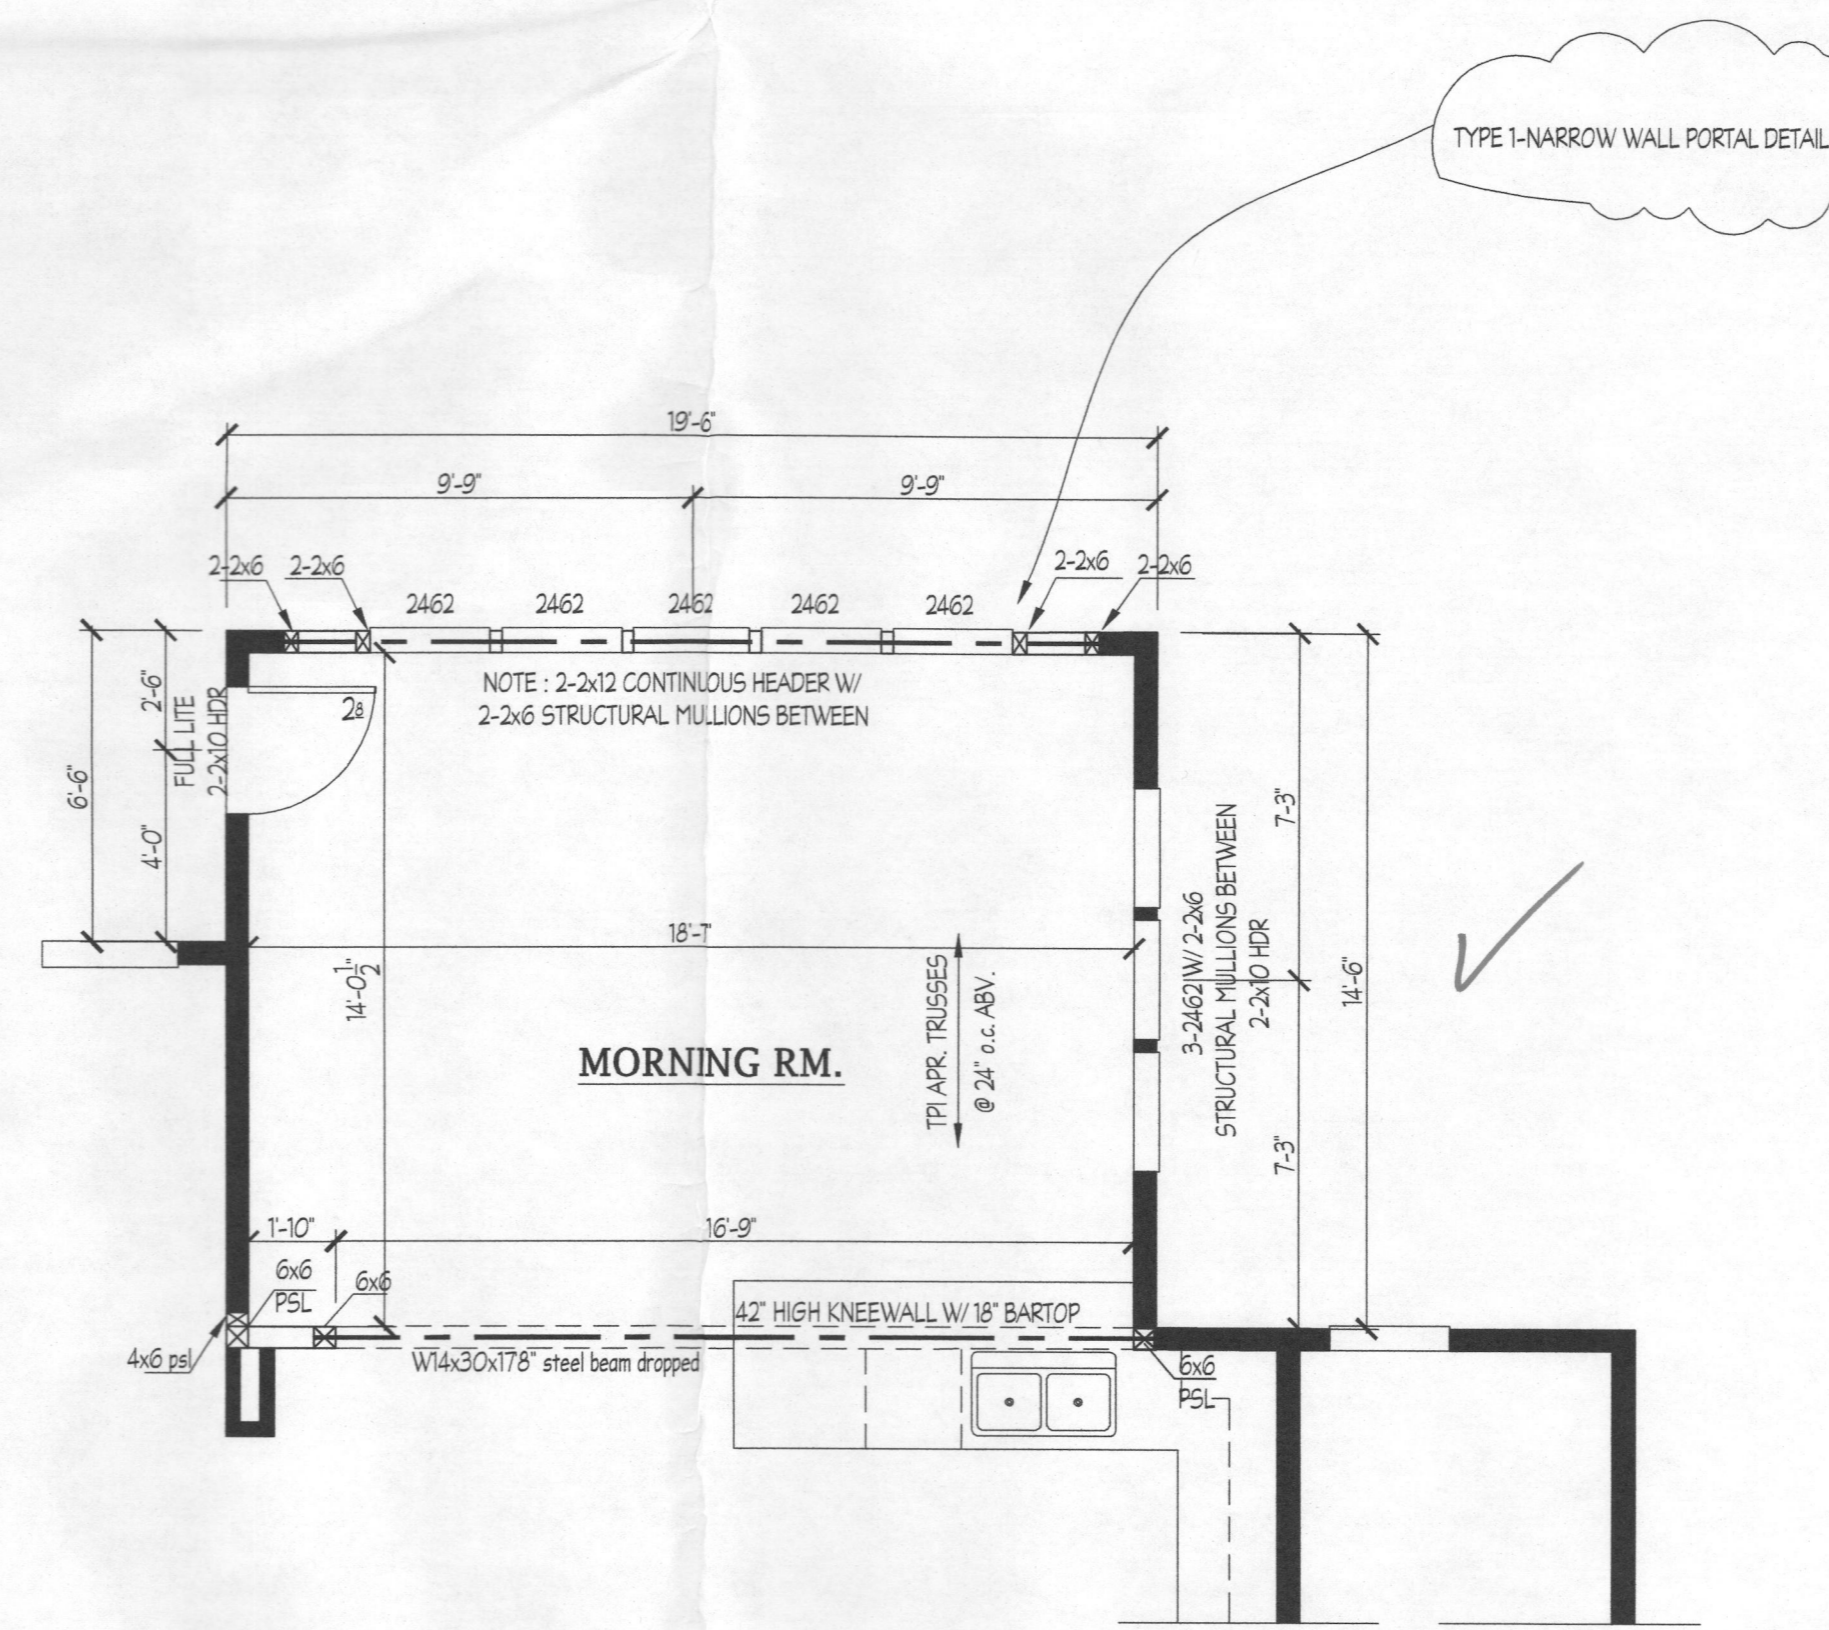 TYPE 1-NARROW WALL PORTAL DETAIL
19'-6"
9'-9"
9'-9"
2-2x6
2-2x6
2-2x6
2-2x6
2462
2462
2462
2462
2462
NOTE : 2-2x12 CONTINUOUS HEADER W/
2-2x6 STRUCTURAL MULLIONS BETWEEN
28
2'-6"
FULL LITE
2-2x10 HDR
6'-6"
4'-0"
18'-7"
14'-0 1/2"
TPI APR. TRUSSES
@ 24" o.c. ABV.
MORNING RM.
3-2462 W/ 2-2x6
STRUCTURAL MULLIONS BETWEEN
2-2x10 HDR
7'-3"
7'-3"
14'-6"
1'-10"
16'-9"
6x6
PSL
6x6
42" HIGH KNEEWALL W/ 18" BARTOP
4x6 psl
W14x30x178" steel beam dropped
6x6
PSL